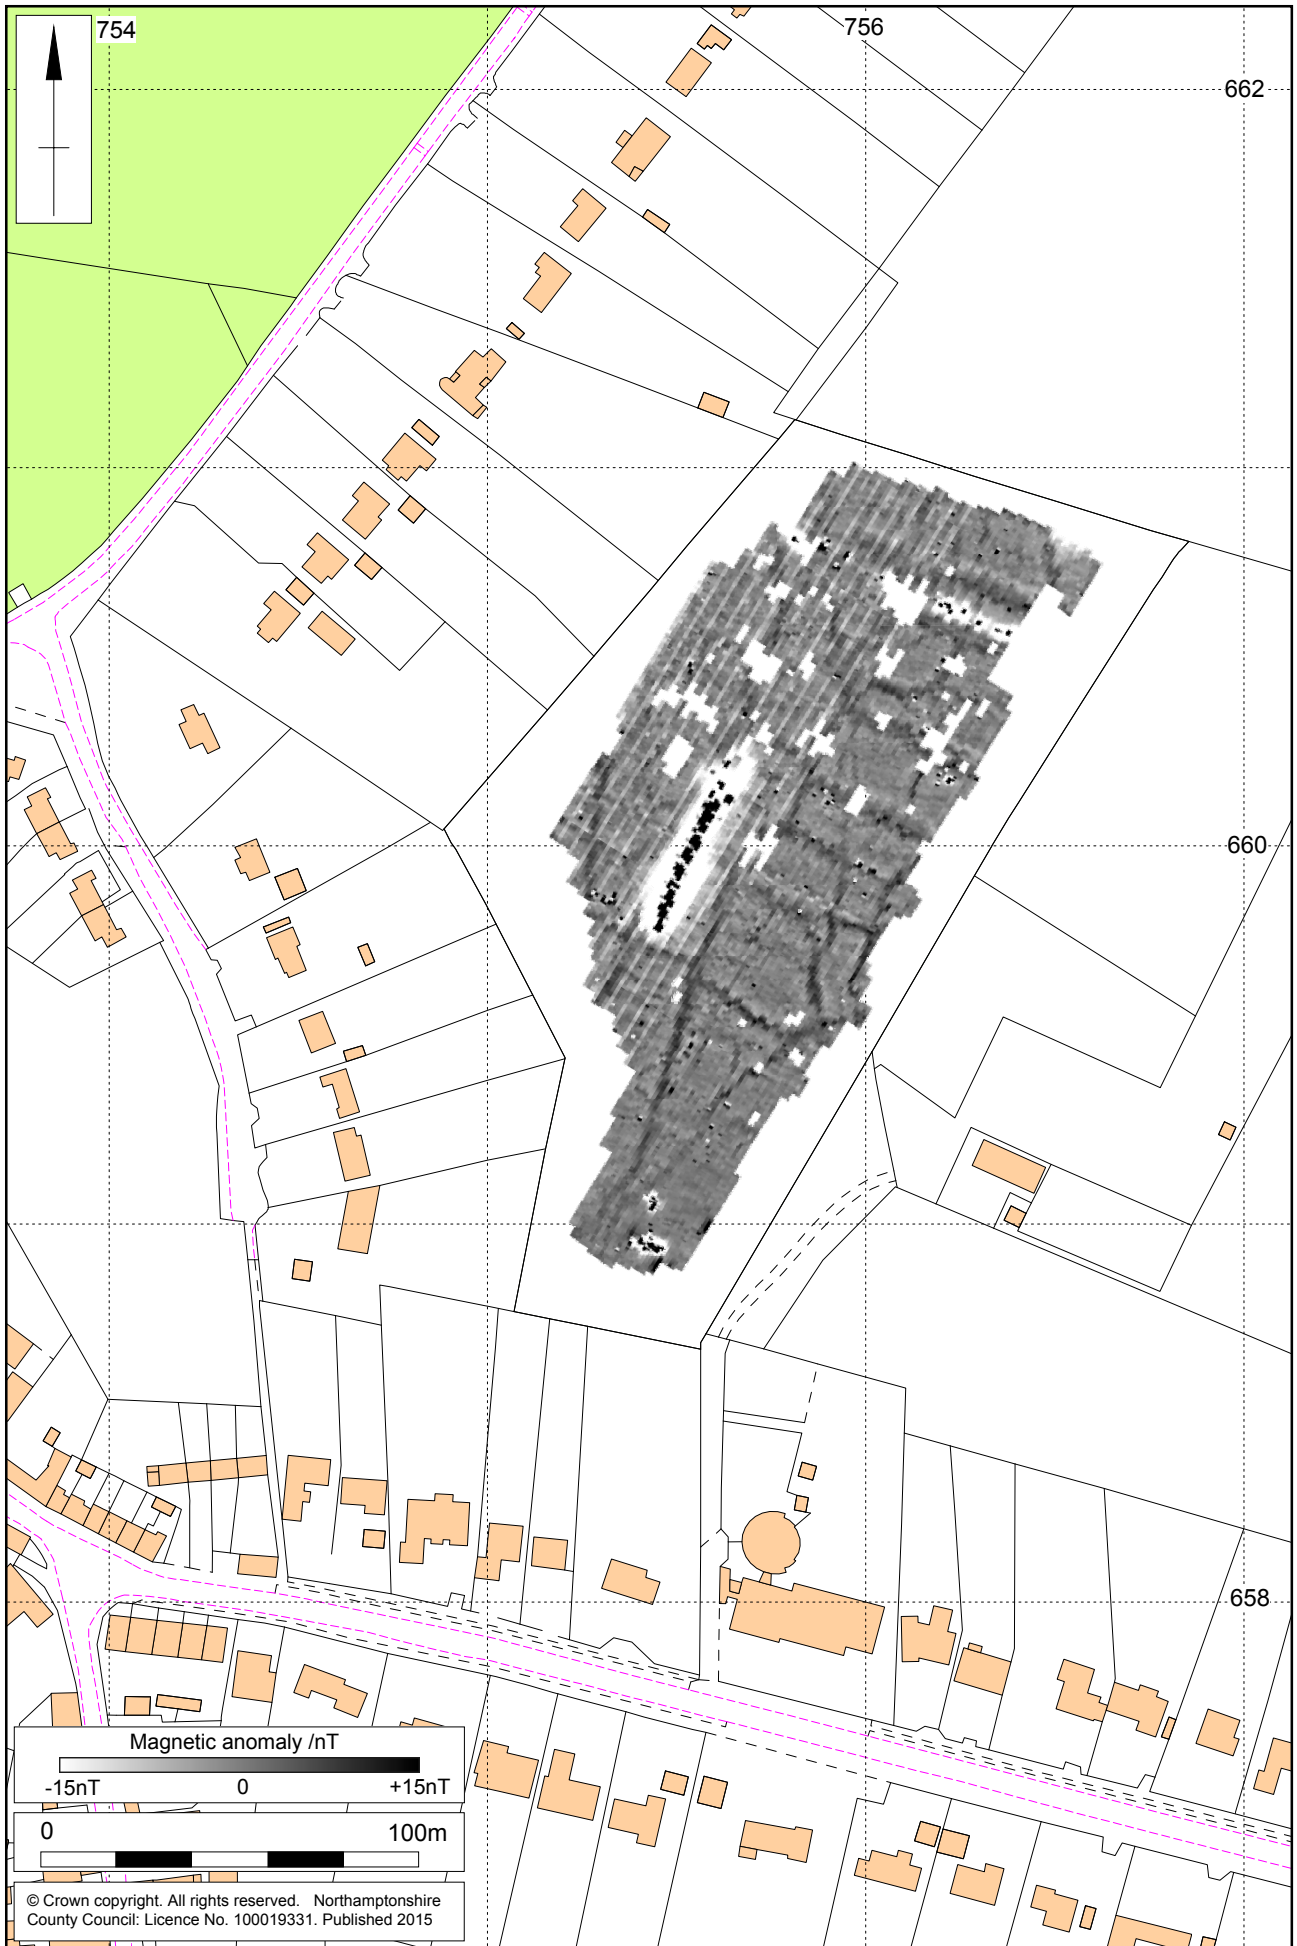 754
756
662
660
658
Magnetic anomaly /nT
-15nT 0 +15nT
0 100m
© Crown copyright. All rights reserved. Northamptonshire
County Council: Licence No. 100019331. Published 2015